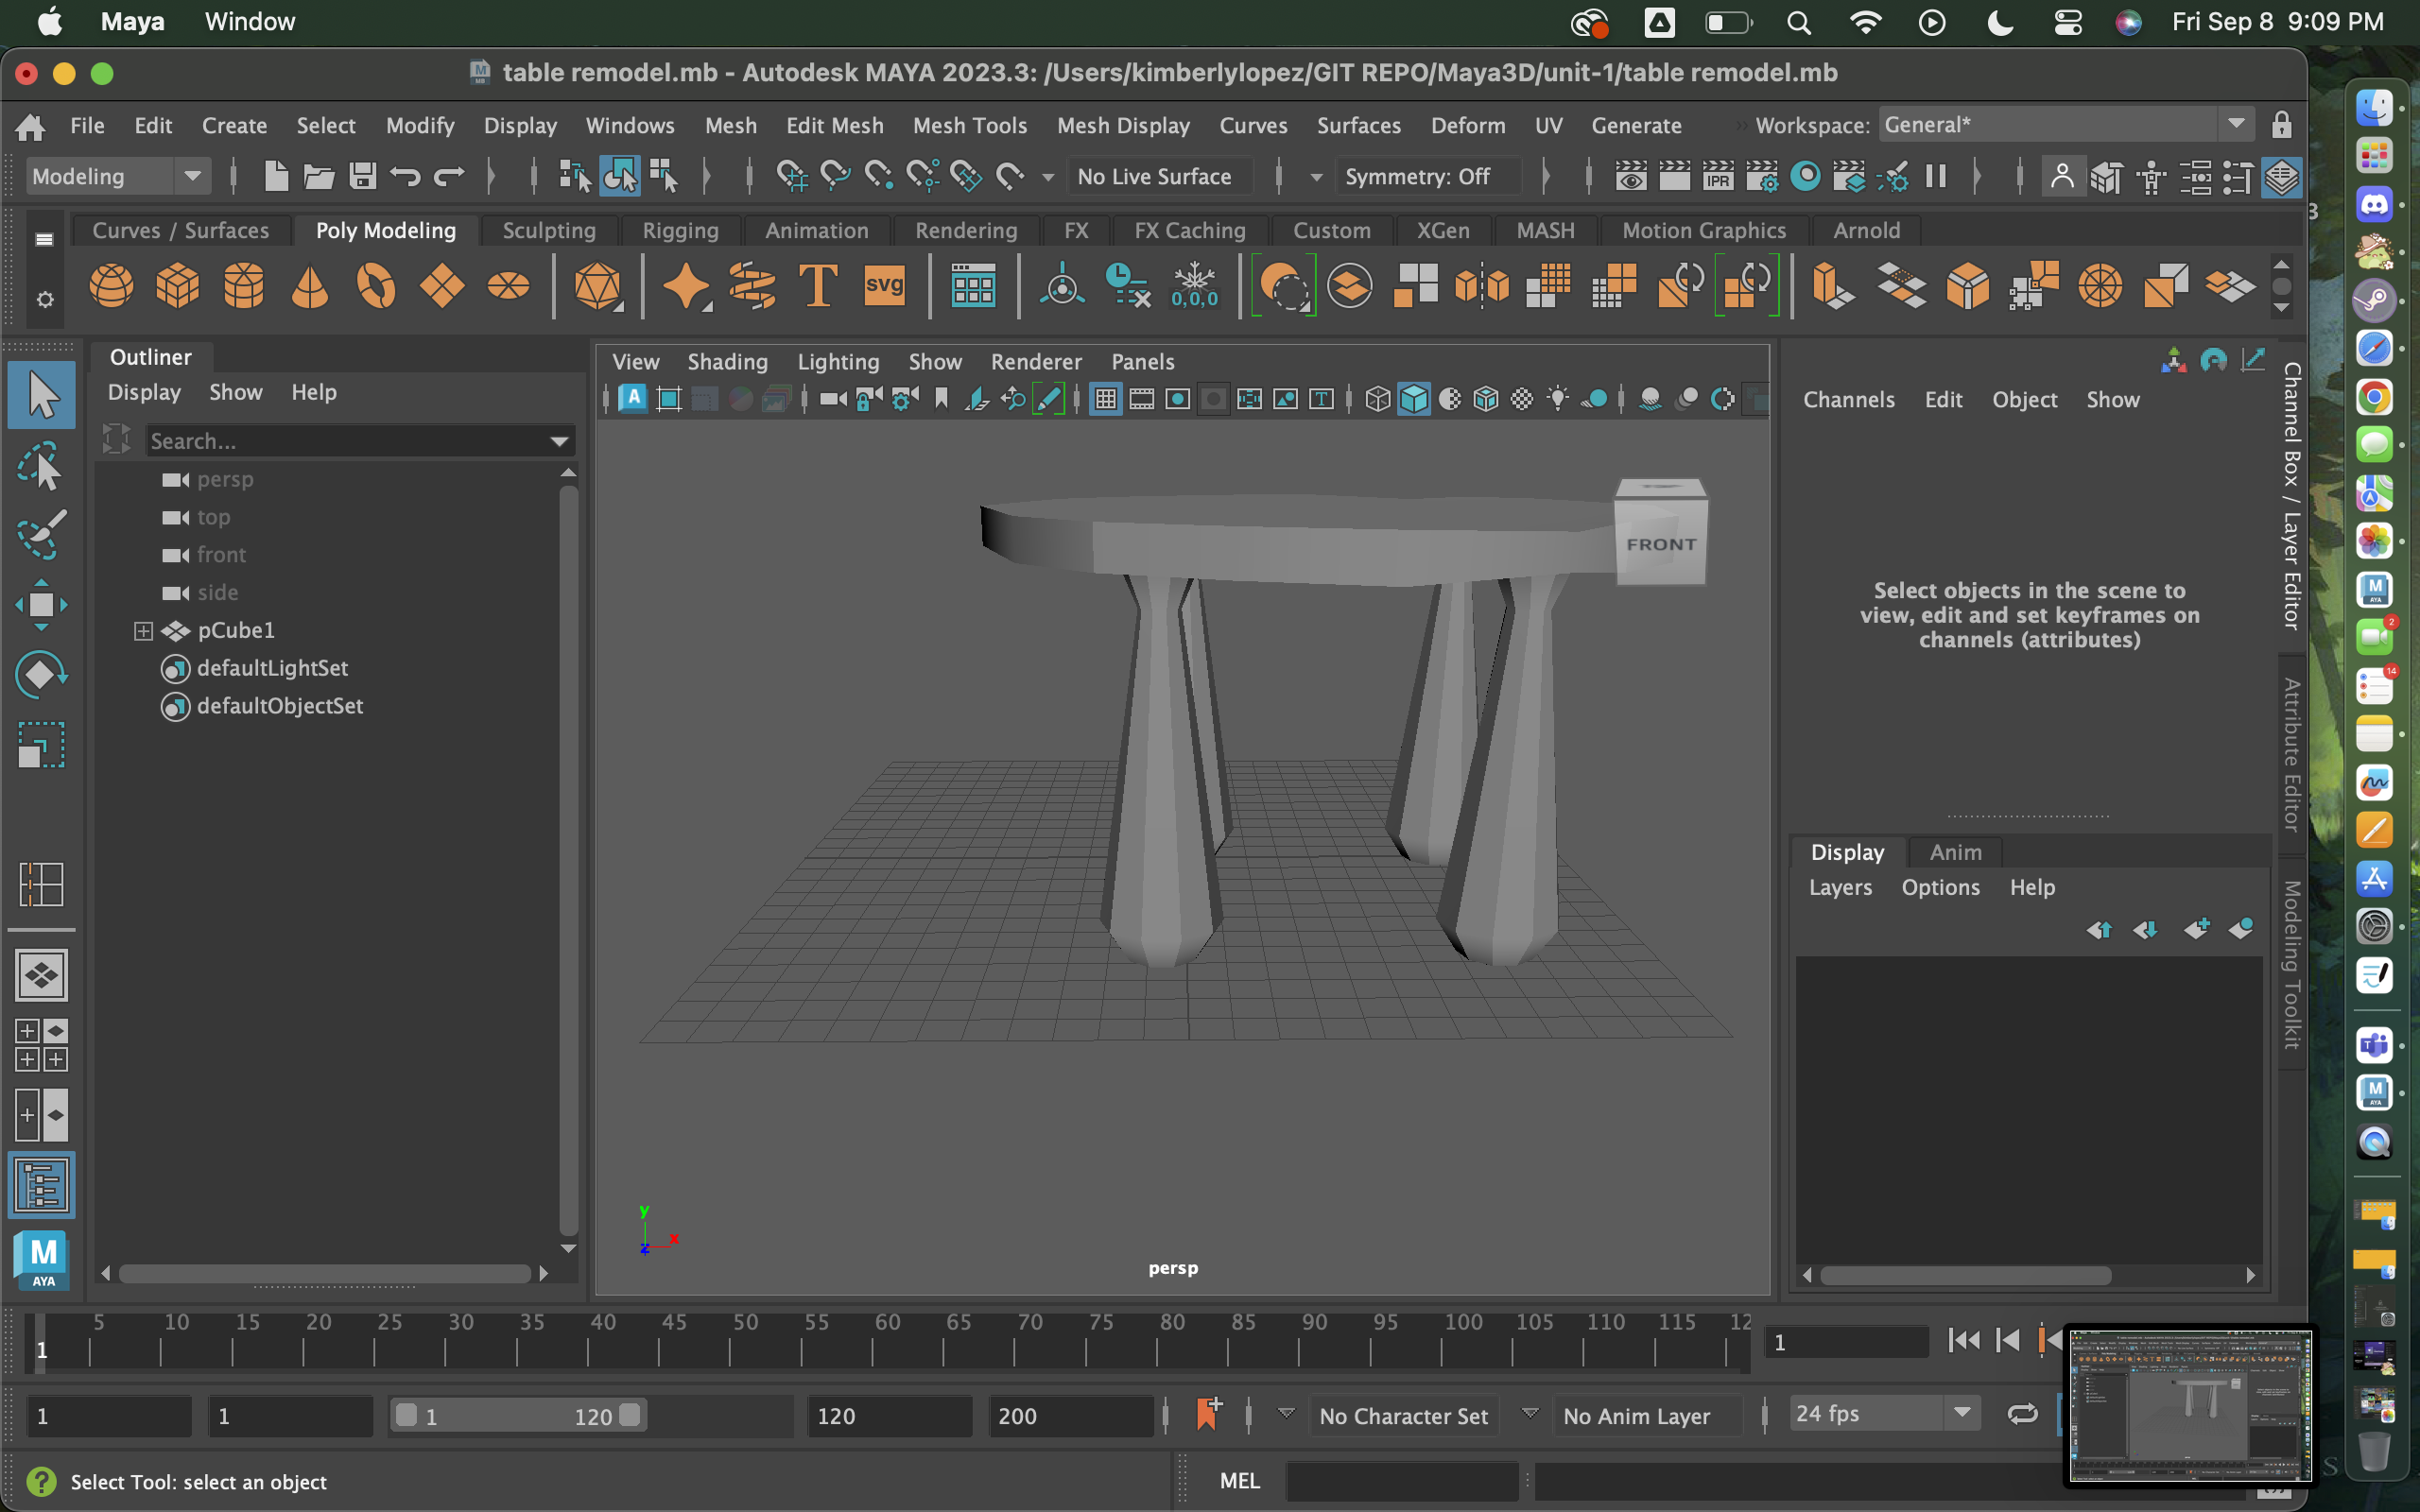 Maya Window Fri Sep 8 9:09 PM
table remodel.mb - Autodesk MAYA 2023.3: /Users/kimberlylopez/GIT REPO/Maya3D/unit-1/table remodel.mb
File Edit Create Select Modify Display Windows Mesh Edit Mesh Mesh Tools Mesh Display Curves Surfaces Deform UV Generate Workspace: General*
Modeling No Live Surface Symmetry: Off IPR
Curves / Surfaces Poly Modeling Sculpting Rigging Animation Rendering FX FX Caching Custom XGen MASH Motion Graphics Arnold
T svg 0,0,0
Outliner
Display Show Help
Search...
persp
top
front
side
pCube1
defaultLightSet
defaultObjectSet
View Shading Lighting Show Renderer Panels
FRONT
y
x
z
persp
Channels Edit Object Show
Select objects in the scene to
view, edit and set keyframes on
channels (attributes)
Channel Box / Layer Editor
Attribute Editor
Modeling Toolkit
Display Anim
Layers Options Help
M
AYA
5 10 15 20 25 30 35 40 45 50 55 60 65 70 75 80 85 90 95 100 105 110 115 12
1
1
1 1 1 120 120 200 No Character Set No Anim Layer 24 fps
Select Tool: select an object MEL
2
14